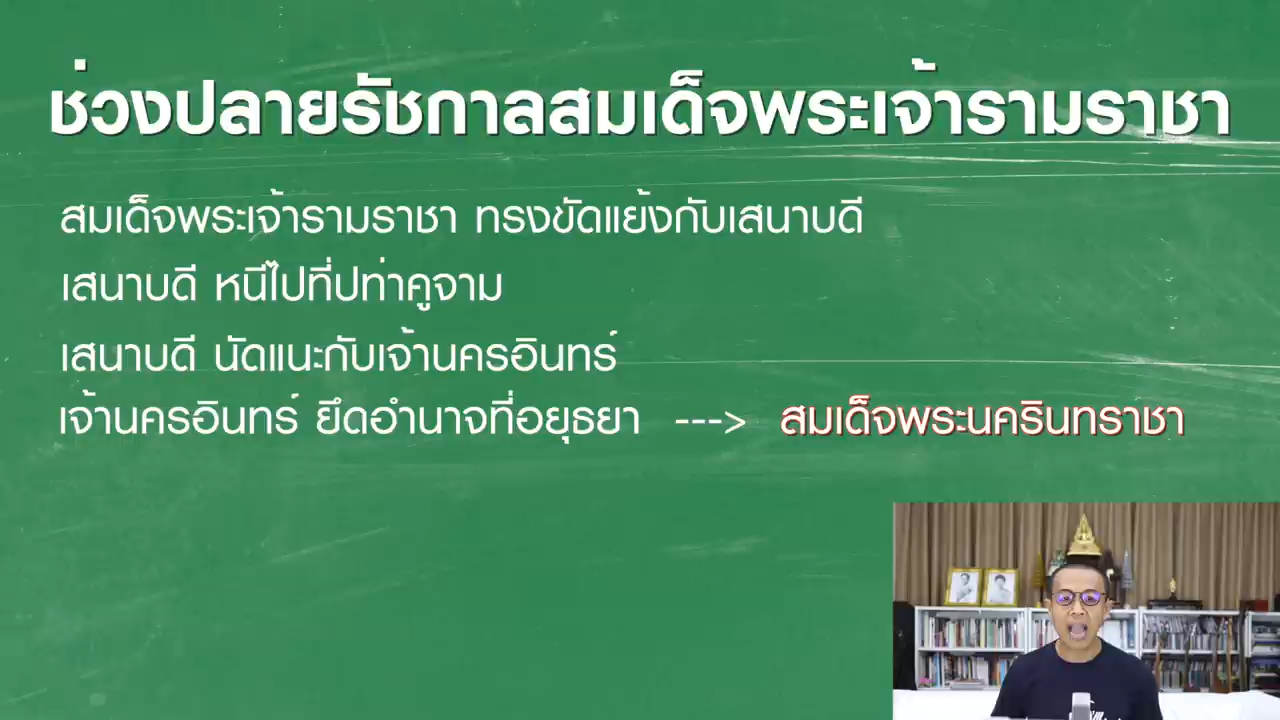 ช่วงปลายรัชกาลสมเด็จพระเจ้ารามราชา
สมเด็จพระเจ้ารามราชา ทรงขัดแย้งกับเสนาบดี
เสนาบดี หนีไปที่ปท่าคูจาม
เสนาบดี นัดแนะกับเจ้านครอินทร์
เจ้านครอินทร์ ยึดอำนาจที่อยุธยา ---> สมเด็จพระนครินทราชา